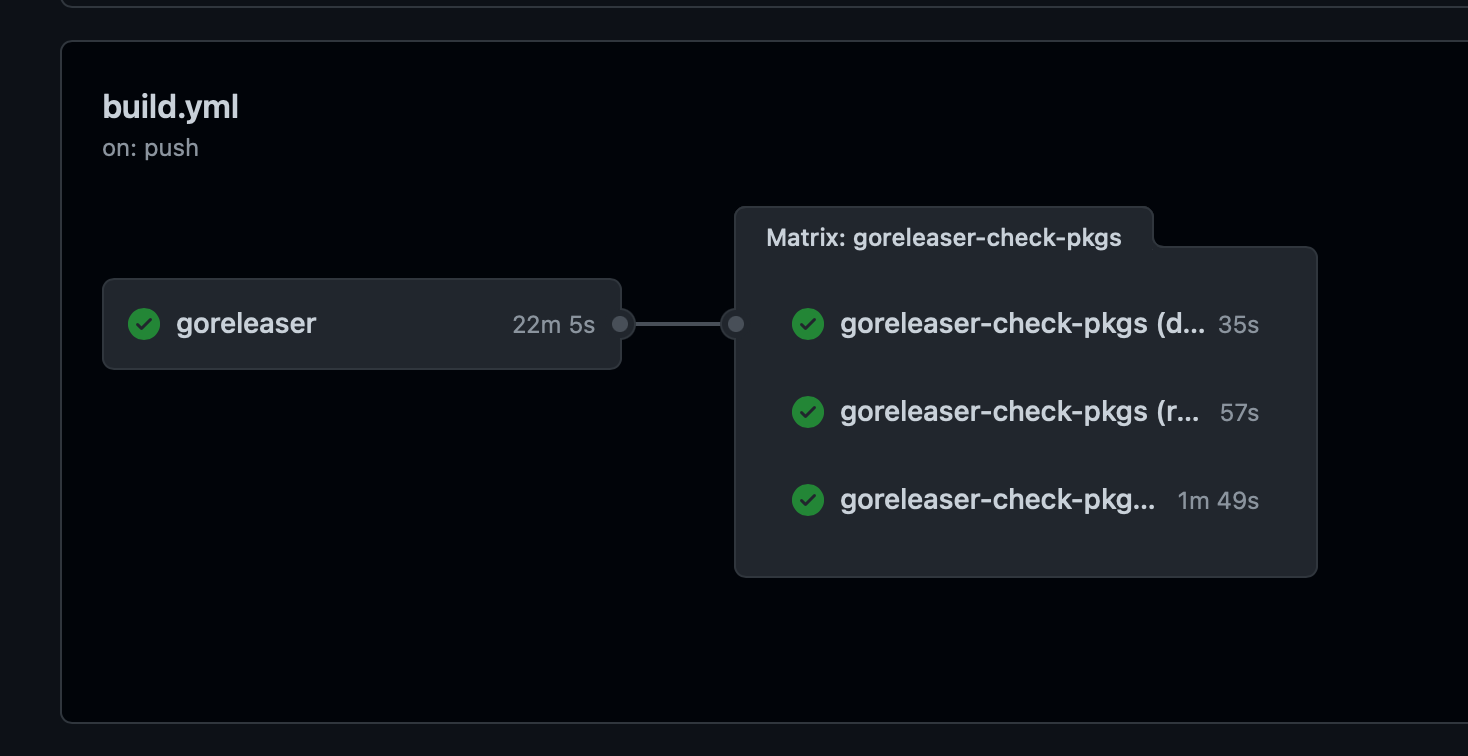 build.yml
on: push
Matrix: goreleaser-check-pkgs
goreleaser 22m 5s
goreleaser-check-pkgs (d... 35s
goreleaser-check-pkgs (r... 57s
goreleaser-check-pkg... 1m 49s